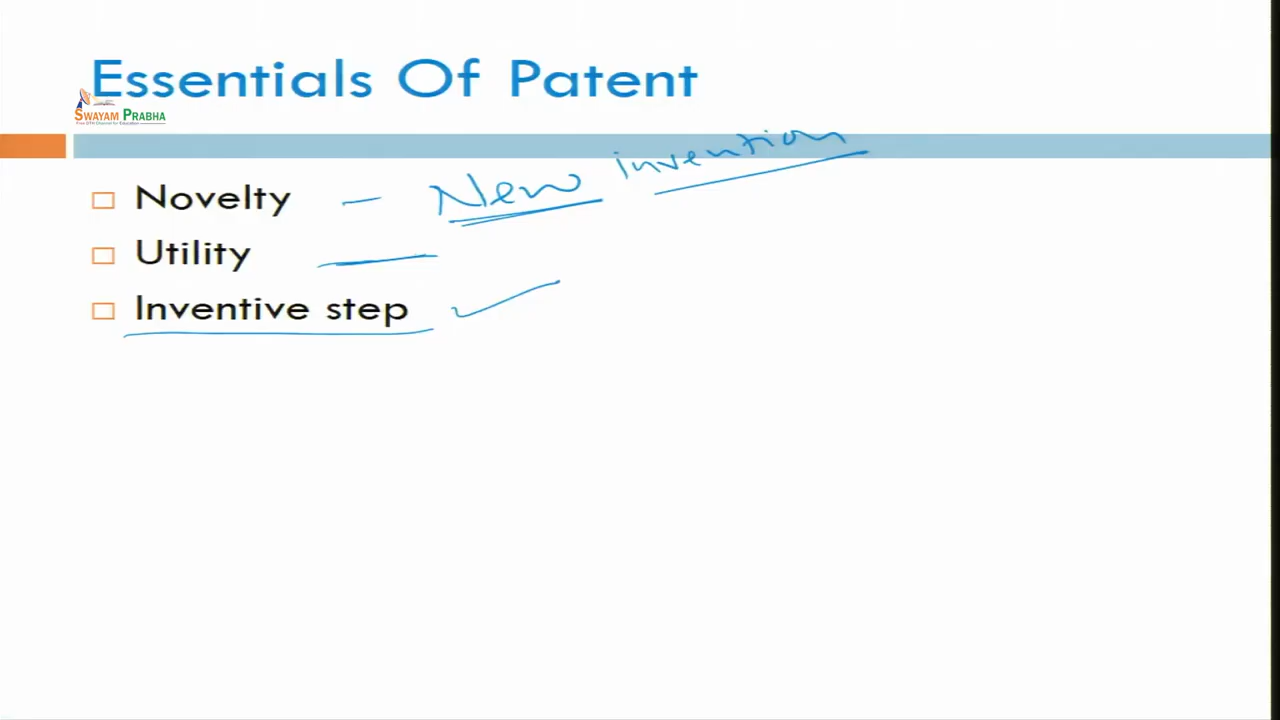 Essentials Of Patent
SWAYAM PRABHA
Novelty - New invention
Utility
Inventive step